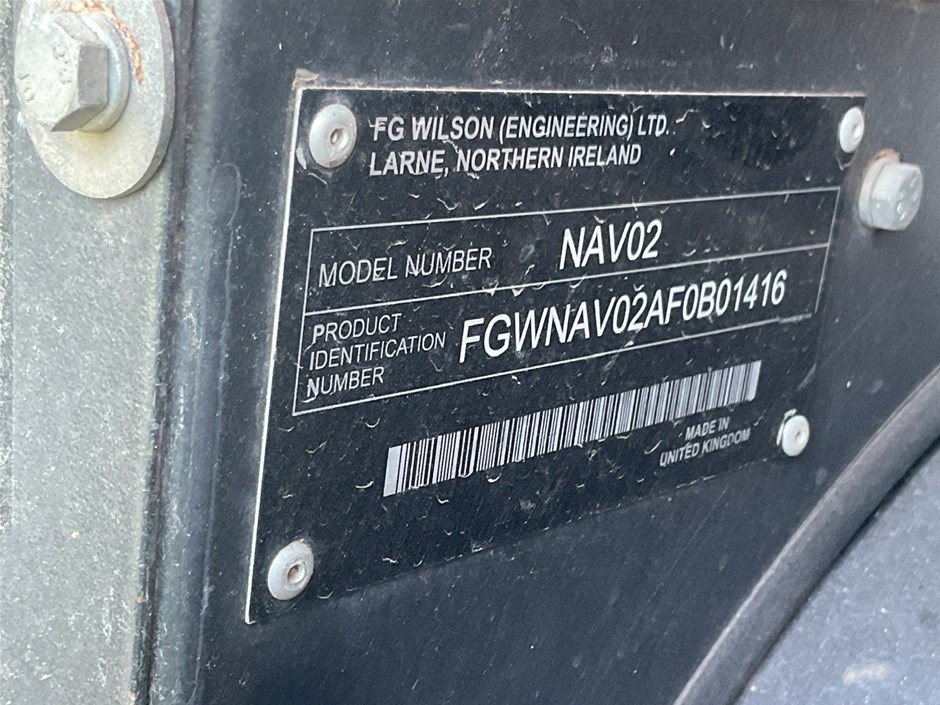 FG WILSON (ENGINEERING) LTD.
LARNE, NORTHERN IRELAND
MODEL NUMBER NAV02
PRODUCT
IDENTIFICATION
NUMBER
FGWNAV02AF0B01416
MADE IN
UNITED KINGDOM